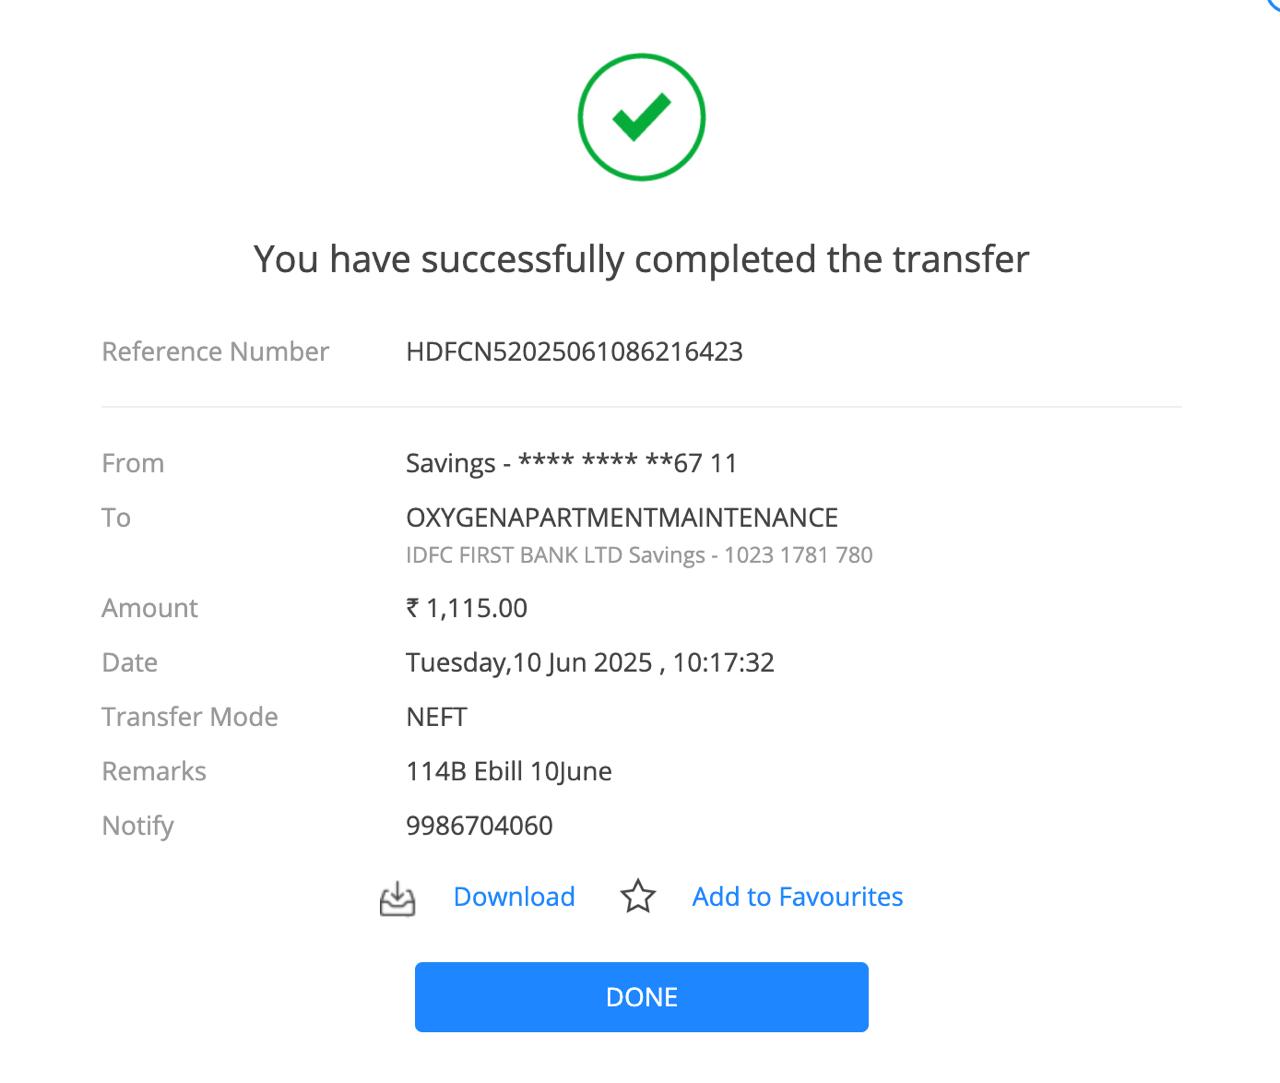 You have successfully completed the transfer
Reference Number HDFCN52025061086216423
From Savings - **** **** **67 11
To OXYGENAPARTMENTMAINTENANCE
IDFC FIRST BANK LTD Savings - 1023 1781 780
Amount ₹ 1,115.00
Date Tuesday,10 Jun 2025 , 10:17:32
Transfer Mode NEFT
Remarks 114B Ebill 10June
Notify 9986704060
Download Add to Favourites
DONE